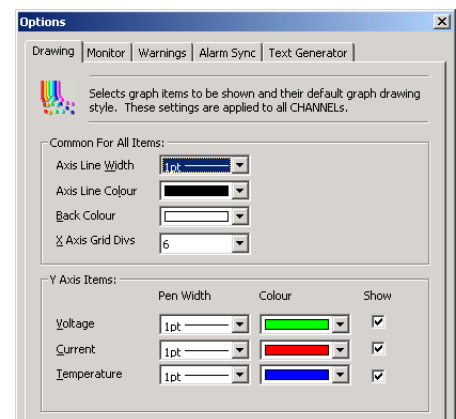 Options
Drawing Monitor Warnings Alarm Sync Text Generator
Selects graph items to be shown and their default graph drawing
style. These settings are applied to all CHANNELs.
Common For All Items:
Axis Line Width 1pt
Axis Line Colour
Back Colour
X Axis Grid Divs 6
Y Axis Items:
Pen Width Colour Show
Voltage 1pt
Current 1pt
Temperature 1pt